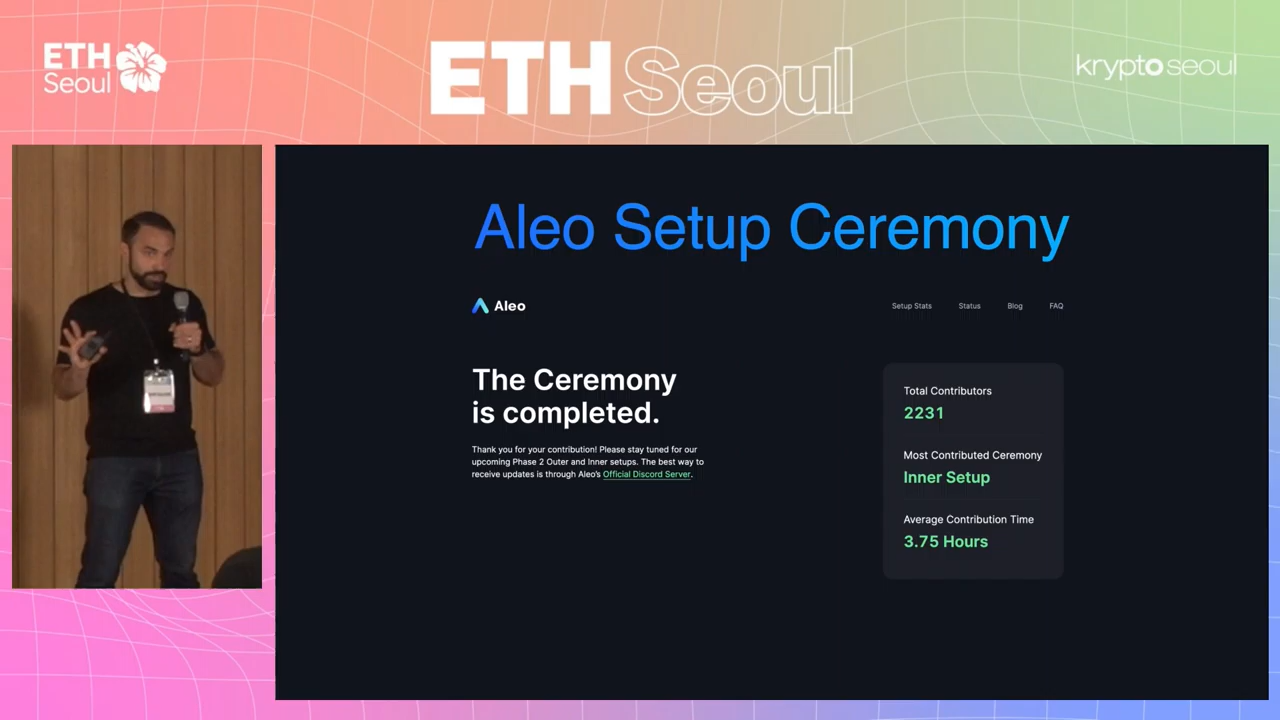 ETH
Seoul
ETH Seoul
krypto seoul
Aleo Setup Ceremony
Aleo
Setup Stats
Status
Blog
FAQ
The Ceremony
is completed.
Thank you for your contribution! Please stay tuned for our
upcoming Phase 2 Outer and Inner setups. The best way to
receive updates is through Aleo's Official Discord Server.
Total Contributors
2231
Most Contributed Ceremony
Inner Setup
Average Contribution Time
3.75 Hours